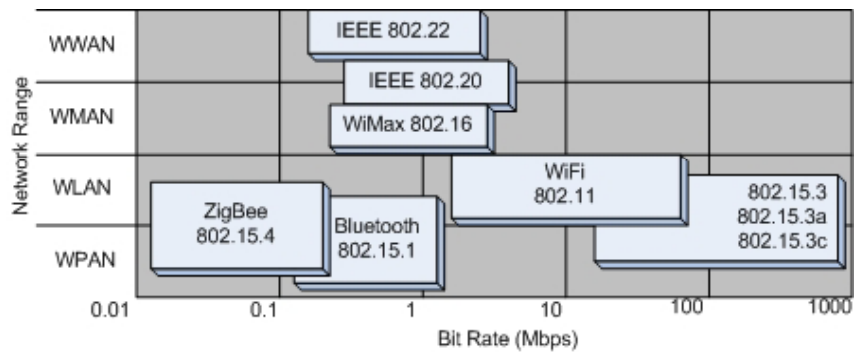 Network Range
WWAN
WMAN
WLAN
WPAN
IEEE 802.22
IEEE 802.20
WiMax 802.16
WiFi
802.11
802.15.3
802.15.3a
802.15.3c
ZigBee
802.15.4
Bluetooth
802.15.1
0.01 0.1 1 10 100 1000
Bit Rate (Mbps)